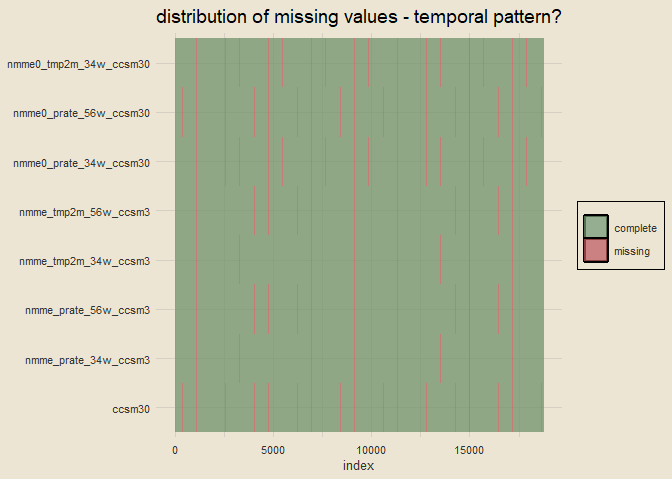 distribution of missing values - temporal pattern?
nmme0_tmp2m_34w_ccsm30
nmme0_prate_56w_ccsm30
nmme0_prate_34w_ccsm30
nmme_tmp2m_56w_ccsm3
nmme_tmp2m_34w_ccsm3
nmme_prate_56w_ccsm3
nmme_prate_34w_ccsm3
ccsm30
complete
missing
0 5000 10000 15000
index